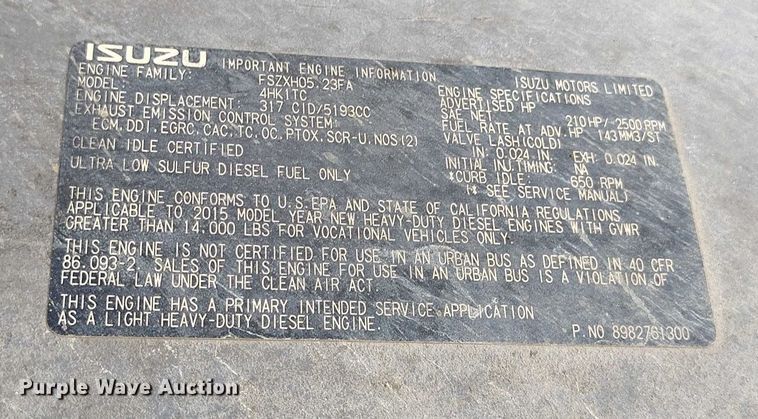 ISUZU IMPORTANT ENGINE INFORMATION ISUZU MOTORS LIMITED
ENGINE FAMILY: FSZXH05.23FA
MODEL: 4HK1TC
ENGINE DISPLACEMENT: 317 CID/5193CC
EXHAUST EMISSION CONTROL SYSTEM:
ECM,DDI,EGRC,CAC,TC,OC,PTOX,SCR-U,NOS(2)
CLEAN IDLE CERTIFIED
ULTRA LOW SULFUR DIESEL FUEL ONLY
ENGINE SPECIFICATIONS
ADVERTISED HP
SAE NET 210HP/2500RPM
FUEL RATE AT ADV.HP 143MM3/ST
VALVE LASH(COLD)
IN: 0.024 IN. EXH: 0.024 IN.
INITIAL INJ.TIMING: NA
*CURB IDLE: 650 RPM
(* SEE SERVICE MANUAL)
THIS ENGINE CONFORMS TO U.S.EPA AND STATE OF CALIFORNIA REGULATIONS
APPLICABLE TO 2015 MODEL YEAR NEW HEAVY-DUTY DIESEL ENGINES WITH GVWR
GREATER THAN 14,000 LBS FOR VOCATIONAL VEHICLES ONLY.
THIS ENGINE IS NOT CERTIFIED FOR USE IN AN URBAN BUS AS DEFINED IN 40 CFR
86.093-2. SALES OF THIS ENGINE FOR USE IN AN URBAN BUS IS A VIOLATION OF
FEDERAL LAW UNDER THE CLEAN AIR ACT.
THIS ENGINE HAS A PRIMARY INTENDED SERVICE APPLICATION
AS A LIGHT HEAVY-DUTY DIESEL ENGINE.
P.NO 8982761300
Purple Wave Auction